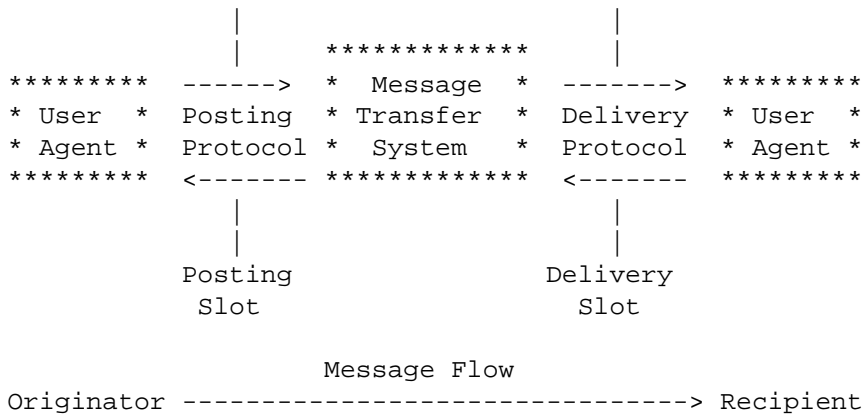 |                           |
                  |      *************        |
*********  ------>   *  Message  *  ------->  *********
* User  *  Posting   * Transfer  *  Delivery  * User  *
* Agent *  Protocol  *  System   *  Protocol  * Agent *
*********  <-------  *************  <-------  *********
                  |                           |
                  |                           |
               Posting                    Delivery
                Slot                        Slot
                      Message Flow
Originator ---------------------------------> Recipient